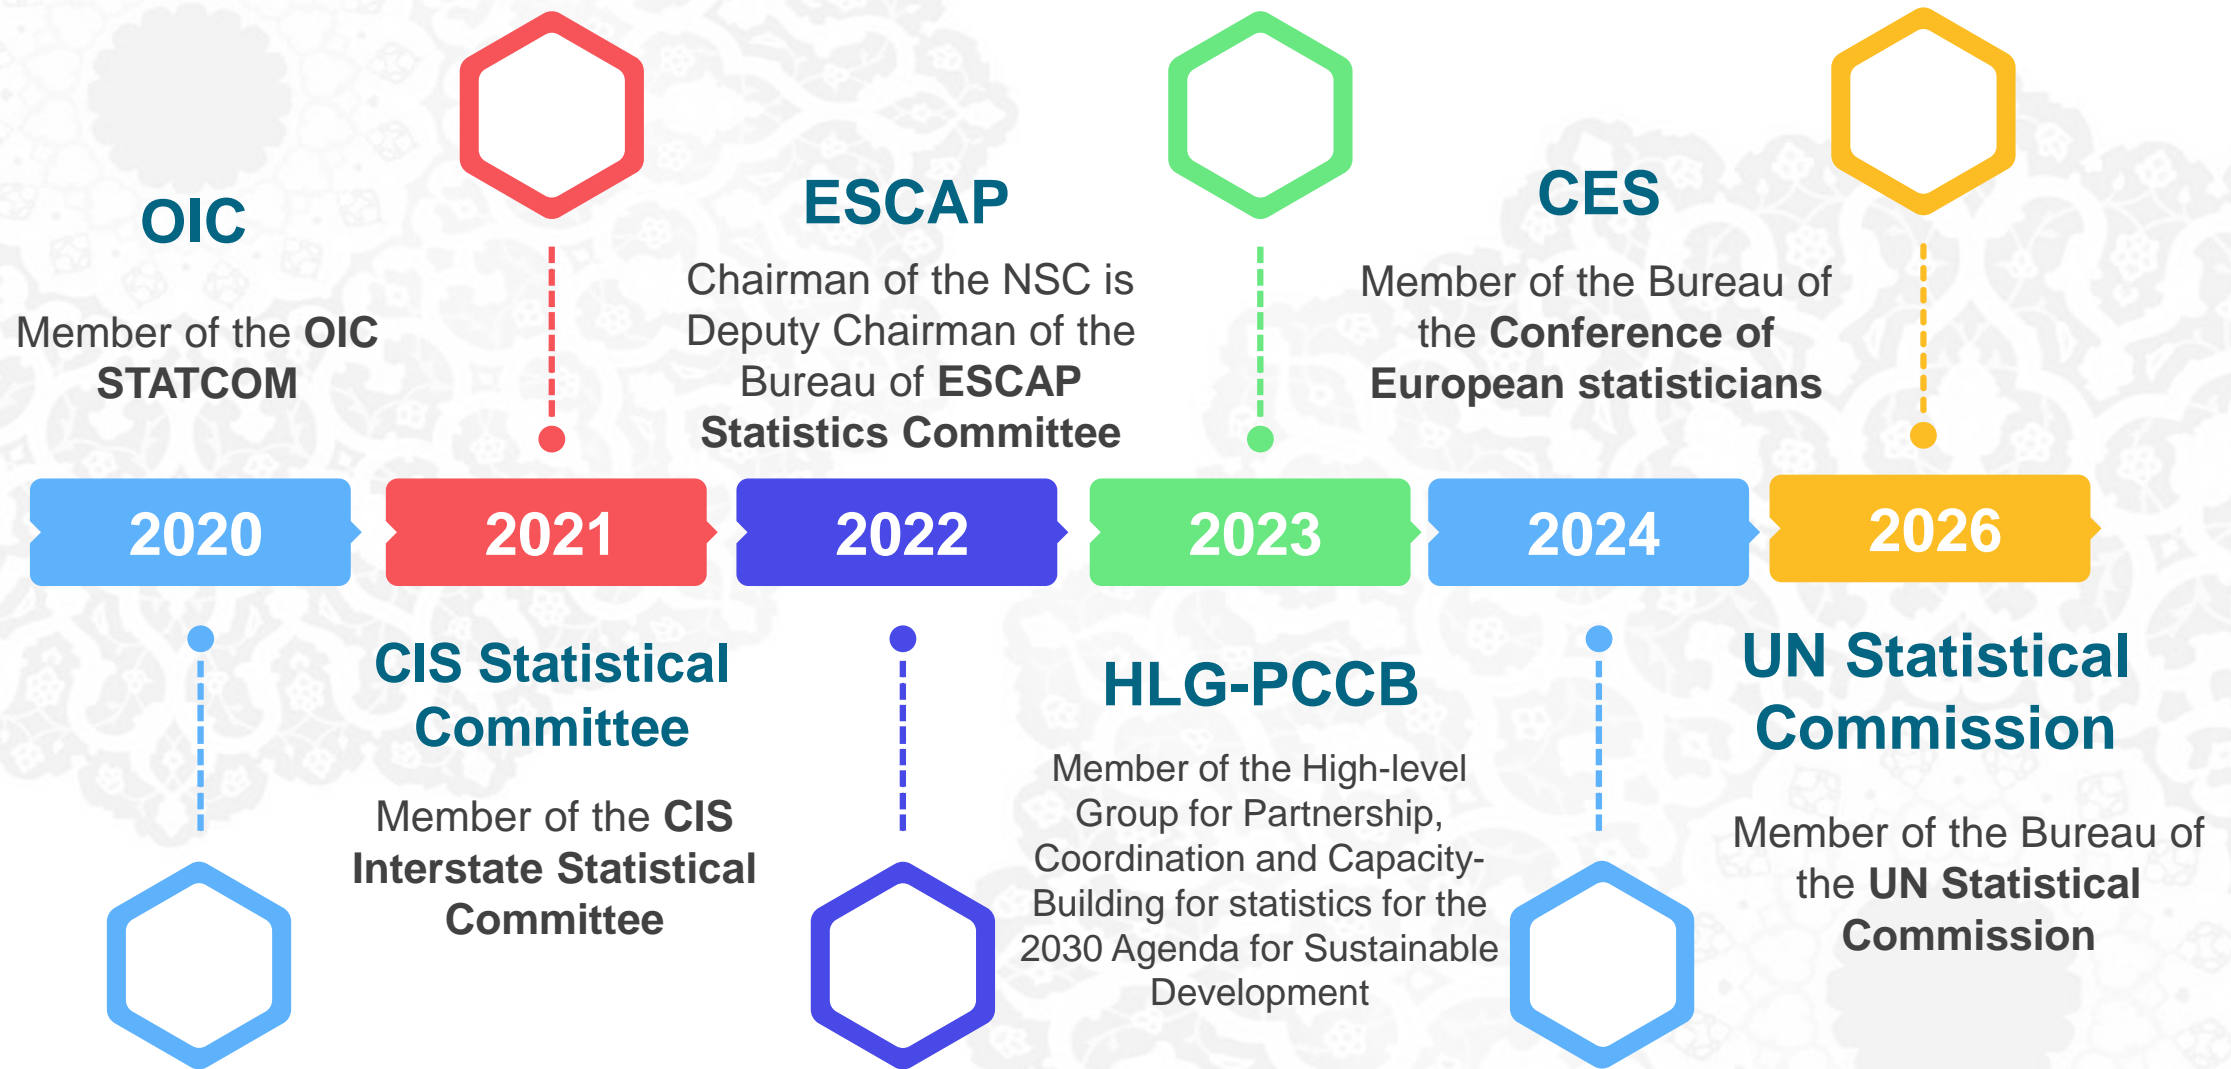 OIC
Member of the OIC
STATCOM
2020
2021
CIS Statistical
Committee
Member of the CIS
Interstate Statistical
Committee
ESCAP
Chairman of the NSC is
Deputy Chairman of the
Bureau of ESCAP
Statistics Committee
2022
2023
HLG-PCCB
Member of the High-level
Group for Partnership,
Coordination and Capacity-
Building for statistics for the
2030 Agenda for Sustainable
Development
CES
Member of the Bureau of
the Conference of
European statisticians
2024
2026
UN Statistical
Commission
Member of the Bureau of
the UN Statistical
Commission